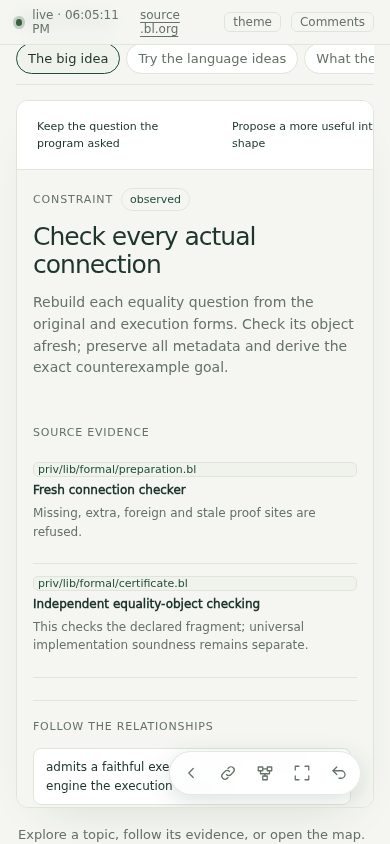 live · 06:05:11
PM
source
.bl.org
theme
Comments
The big idea
Try the language ideas
What the
Keep the question the
program asked
Propose a more useful int
shape
CONSTRAINT
observed
Check every actual
connection
Rebuild each equality question from the
original and execution forms. Check its object
afresh; preserve all metadata and derive the
exact counterexample goal.
SOURCE EVIDENCE
priv/lib/formal/preparation.bl
Fresh connection checker
Missing, extra, foreign and stale proof sites are
refused.
priv/lib/formal/certificate.bl
Independent equality-object checking
This checks the declared fragment; universal
implementation soundness remains separate.
FOLLOW THE RELATIONSHIPS
admits a faithful exe
engine the execution
Explore a topic, follow its evidence, or open the map.